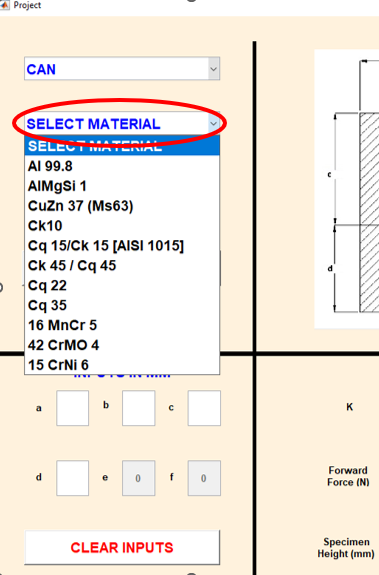 Project
CAN
SELECT MATERIAL
SELECT MATERIAL
Al 99.8
AlMgSi 1
CuZn 37 (Ms63)
Ck10
Cq 15/Ck 15 [AISI 1015]
Ck 45 / Cq 45
Cq 22
Cq 35
16 MnCr 5
42 CrMO 4
15 CrNi 6
INPUTS IN MM
a b c
d e 0 f 0
CLEAR INPUTS
c
d
K
Forward
Force (N)
Specimen
Height (mm)